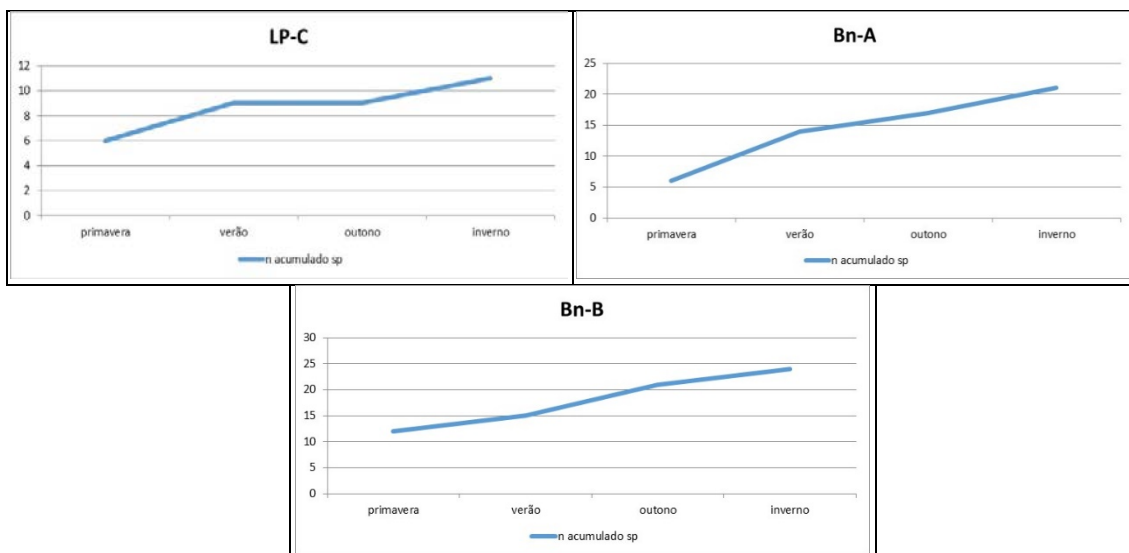 LP-C
12
10
8
6
4
2
0
primavera verão outono inverno
n acumulado sp
Bn-A
25
20
15
10
5
0
primavera verão outono inverno
n acumulado sp
Bn-B
30
25
20
15
10
5
0
primavera verão outono inverno
n acumulado sp